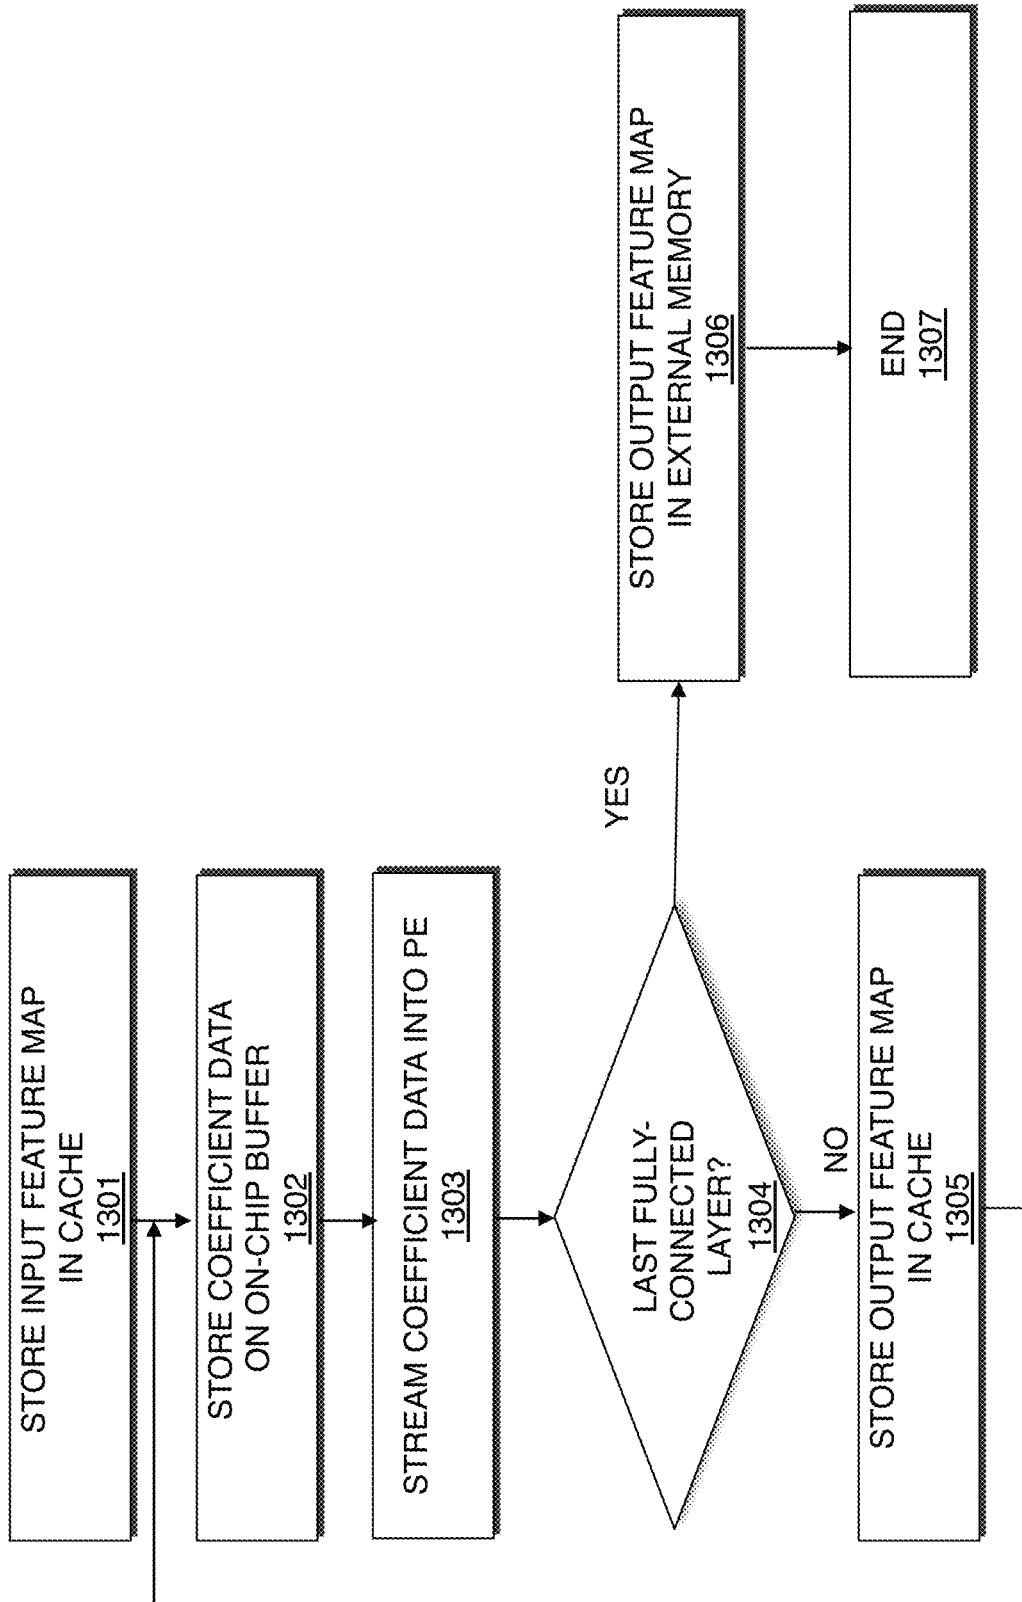 STORE INPUT FEATURE MAP
IN CACHE
1301
STORE COEFFICIENT DATA
ON ON-CHIP BUFFER
1302
STREAM COEFFICIENT DATA INTO PE
1303
LAST FULLY-
CONNECTED
LAYER?
1304
YES
NO
STORE OUTPUT FEATURE MAP
IN CACHE
1305
STORE OUTPUT FEATURE MAP
IN EXTERNAL MEMORY
1306
END
1307